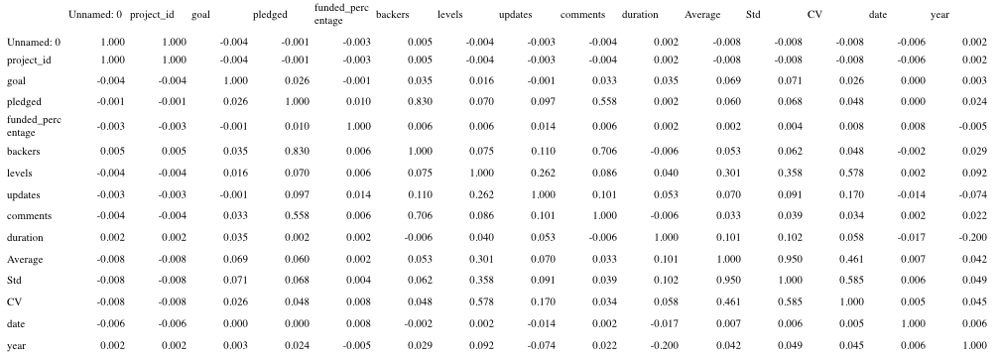 Unnamed: 0 project_id goal pledged funded_perc entage backers levels updates comments duration Average Std CV date year
Unnamed: 0 1.000 1.000 -0.004 -0.001 -0.003 0.005 -0.004 -0.003 -0.004 0.002 -0.008 -0.008 -0.008 -0.006 0.002
project_id 1.000 1.000 -0.004 -0.001 -0.003 0.005 -0.004 -0.003 -0.004 0.002 -0.008 -0.008 -0.008 -0.006 0.002
goal -0.004 -0.004 1.000 0.026 -0.001 0.035 0.016 -0.001 0.033 0.035 0.069 0.071 0.026 0.000 0.003
pledged -0.001 -0.001 0.026 1.000 0.010 0.830 0.070 0.097 0.558 0.002 0.060 0.068 0.048 0.000 0.024
funded_perc
entage -0.003 -0.003 -0.001 0.010 1.000 0.006 0.006 0.014 0.006 0.002 0.002 0.004 0.008 0.008 -0.005
backers 0.005 0.005 0.035 0.830 0.006 1.000 0.075 0.110 0.706 -0.006 0.053 0.062 0.048 -0.002 0.029
levels -0.004 -0.004 0.016 0.070 0.006 0.075 1.000 0.262 0.086 0.040 0.301 0.358 0.578 0.002 0.092
updates -0.003 -0.003 -0.001 0.097 0.014 0.110 0.262 1.000 0.101 0.053 0.070 0.091 0.170 -0.014 -0.074
comments -0.004 -0.004 0.033 0.558 0.006 0.706 0.086 0.101 1.000 -0.006 0.033 0.039 0.034 0.002 0.022
duration 0.002 0.002 0.035 0.002 0.002 -0.006 0.040 0.053 -0.006 1.000 0.101 0.102 0.058 -0.017 -0.200
Average -0.008 -0.008 0.069 0.060 0.002 0.053 0.301 0.070 0.033 0.101 1.000 0.950 0.461 0.007 0.042
Std -0.008 -0.008 0.071 0.068 0.004 0.062 0.358 0.091 0.039 0.102 0.950 1.000 0.585 0.006 0.049
CV -0.008 -0.008 0.026 0.048 0.008 0.048 0.578 0.170 0.034 0.058 0.461 0.585 1.000 0.005 0.045
date -0.006 -0.006 0.000 0.000 0.008 -0.002 0.002 -0.014 0.002 -0.017 0.007 0.006 0.005 1.000 0.006
year 0.002 0.002 0.003 0.024 -0.005 0.029 0.092 -0.074 0.022 -0.200 0.042 0.049 0.045 0.006 1.000